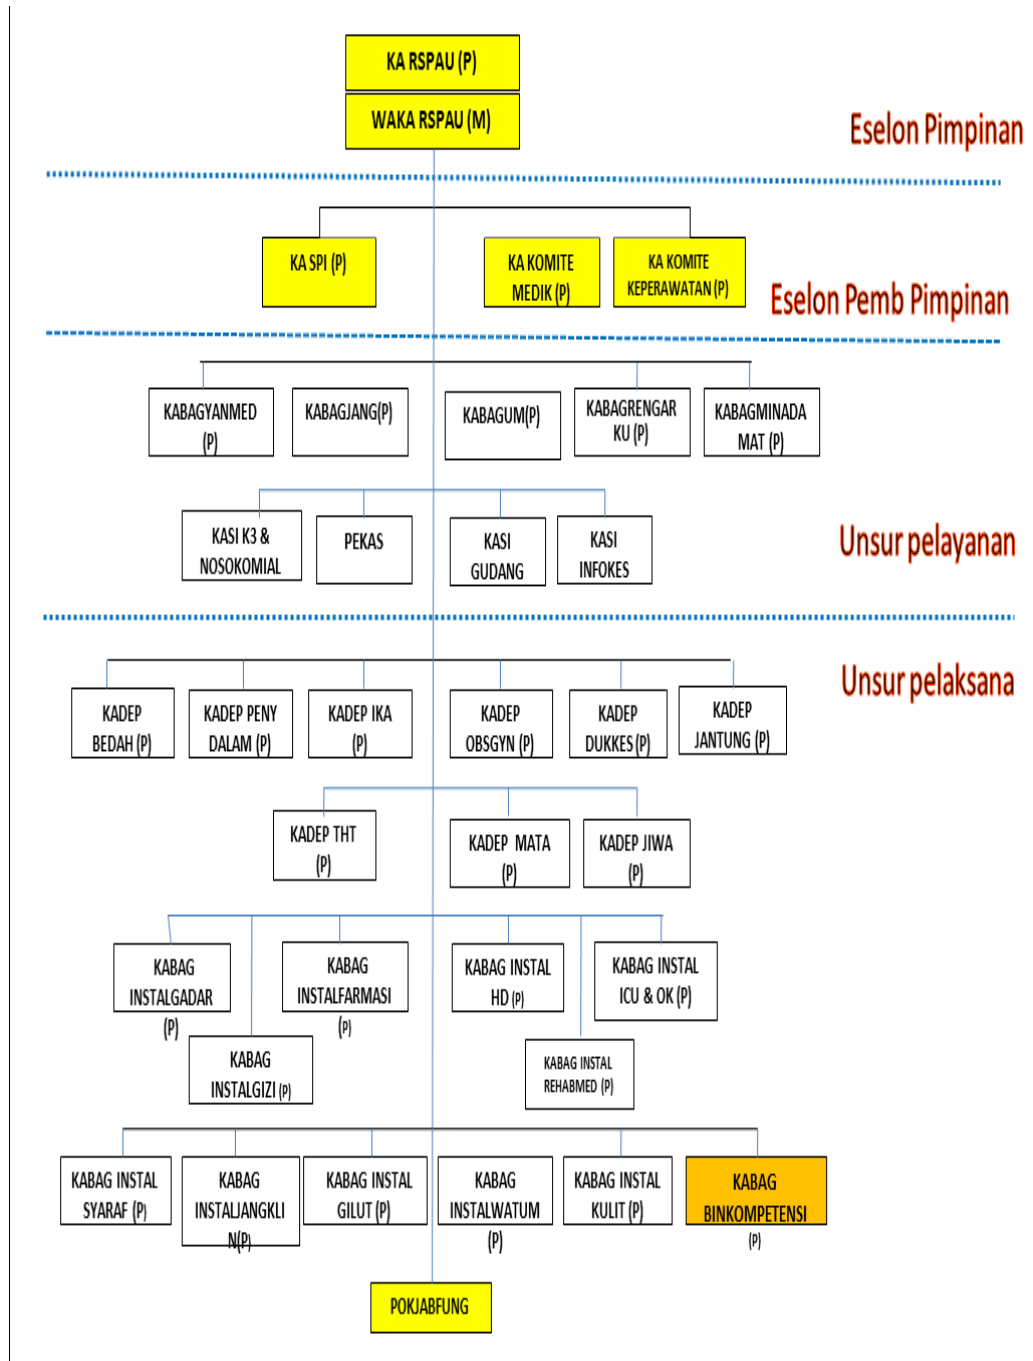 KA RSPAU (P)
WAKA RSPAU (M)
Eselon Pimpinan
KA SPI (P)
KA KOMITE
MEDIK (P)
KA KOMITE
KEPERAWATAN (P)
Eselon Pemb Pimpinan
KABAGYANMED
(P)
KABAGJANG(P)
KABAGUM(P)
KABAGRENGAR
KU (P)
KABAGMINADA
MAT (P)
KASI K3 &
NOSOKOMIAL
PEKAS
KASI
GUDANG
KASI
INFOKES
Unsur pelayanan
Unsur pelaksana
KADEP
BEDAH (P)
KADEP PENY
DALAM (P)
KADEP IKA
(P)
KADEP
OBSGYN (P)
KADEP
DUKKES (P)
KADEP
JANTUNG (P)
KADEP THT
(P)
KADEP MATA
(P)
KADEP JIWA
(P)
KABAG
INSTALGADAR
(P)
KABAG
INSTALFARMASI
(P)
KABAG INSTAL
HD (P)
KABAG INSTAL
ICU & OK (P)
KABAG
INSTALGIZI (P)
KABAG INSTAL
REHABMED (P)
KABAG INSTAL
SYARAF (P)
KABAG
INSTALJANGKLI
N(P)
KABAG INSTAL
GILUT (P)
KABAG
INSTALWATUM
(P)
KABAG INSTAL
KULIT (P)
KABAG
BINKOMPETENSI
(P)
POKJABFUNG